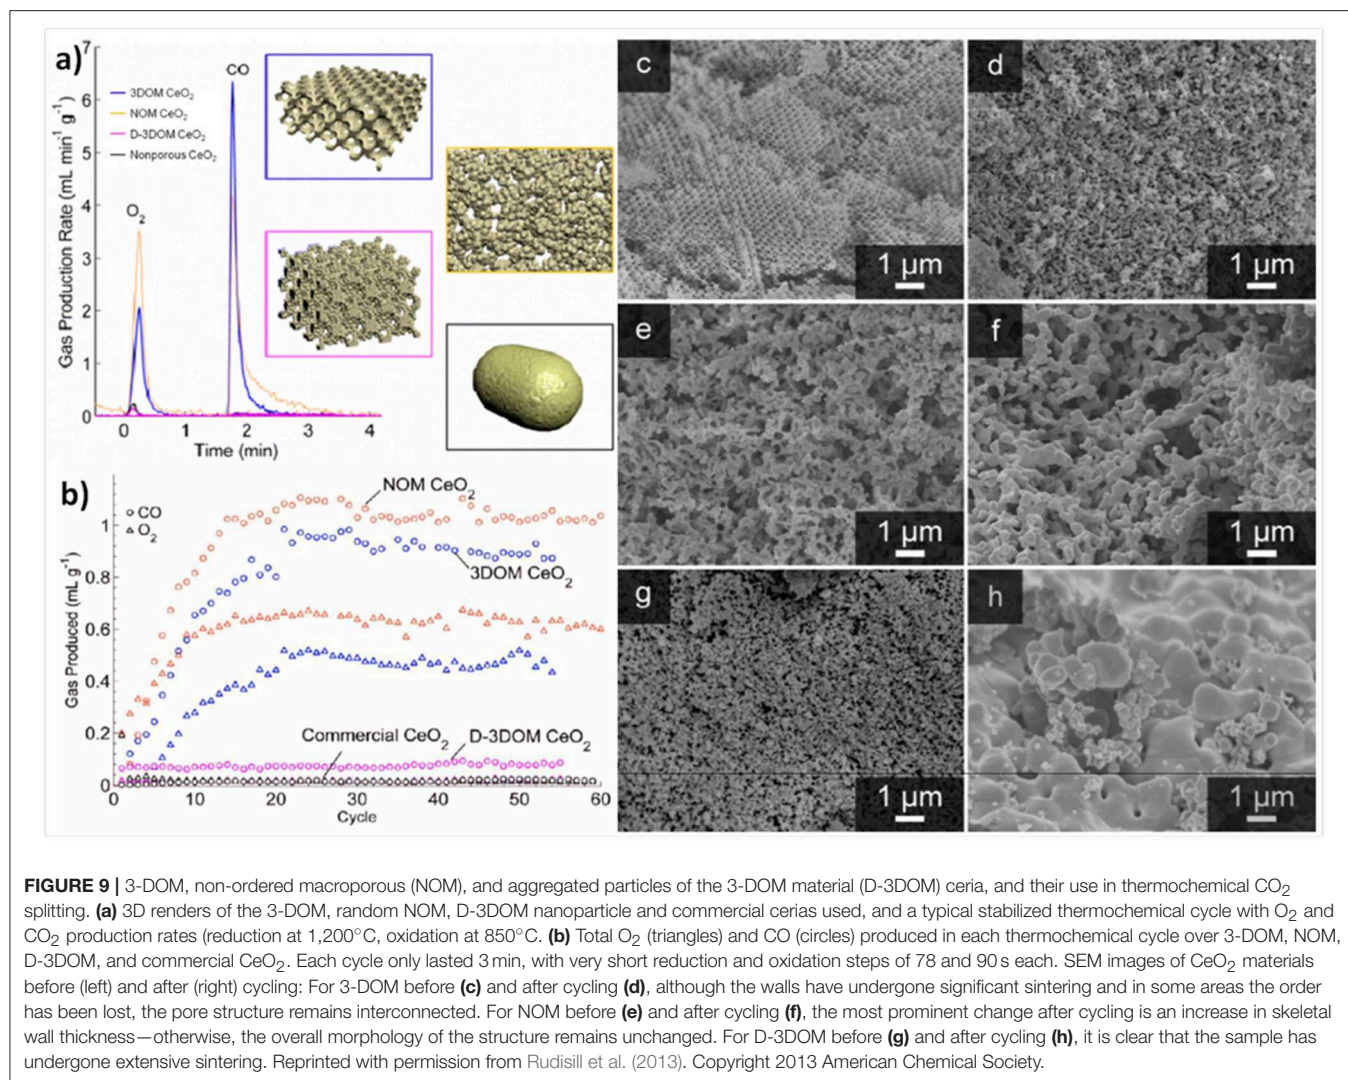 a)
7
6
5
4
3
2
1
0
Gas Production Rate (mL min⁻¹ g⁻¹)
3DOM CeO₂
NOM CeO₂
D-3DOM CeO₂
Nonporous CeO₂
O₂
CO
0 1 2 3 4
Time (min)
b)
CO
O₂
NOM CeO₂
3DOM CeO₂
Commercial CeO₂
D-3DOM CeO₂
1
0.8
0.6
0.4
0.2
0
Gas Produced (mL g⁻¹)
0 10 20 30 40 50 60
Cycle
c
1 µm
d
1 µm
e
1 µm
f
1 µm
g
1 µm
h
1 µm
FIGURE 9 | 3-DOM, non-ordered macroporous (NOM), and aggregated particles of the 3-DOM material (D-3DOM) ceria, and their use in thermochemical CO₂
splitting. (a) 3D renders of the 3-DOM, random NOM, D-3DOM nanoparticle and commercial cerias used, and a typical stabilized thermochemical cycle with O₂ and
CO₂ production rates (reduction at 1,200°C, oxidation at 850°C. (b) Total O₂ (triangles) and CO (circles) produced in each thermochemical cycle over 3-DOM, NOM,
D-3DOM, and commercial CeO₂. Each cycle only lasted 3 min, with very short reduction and oxidation steps of 78 and 90 s each. SEM images of CeO₂ materials
before (left) and after (right) cycling: For 3-DOM before (c) and after cycling (d), although the walls have undergone significant sintering and in some areas the order
has been lost, the pore structure remains interconnected. For NOM before (e) and after cycling (f), the most prominent change after cycling is an increase in skeletal
wall thickness—otherwise, the overall morphology of the structure remains unchanged. For D-3DOM before (g) and after cycling (h), it is clear that the sample has
undergone extensive sintering. Reprinted with permission from Rudisill et al. (2013). Copyright 2013 American Chemical Society.